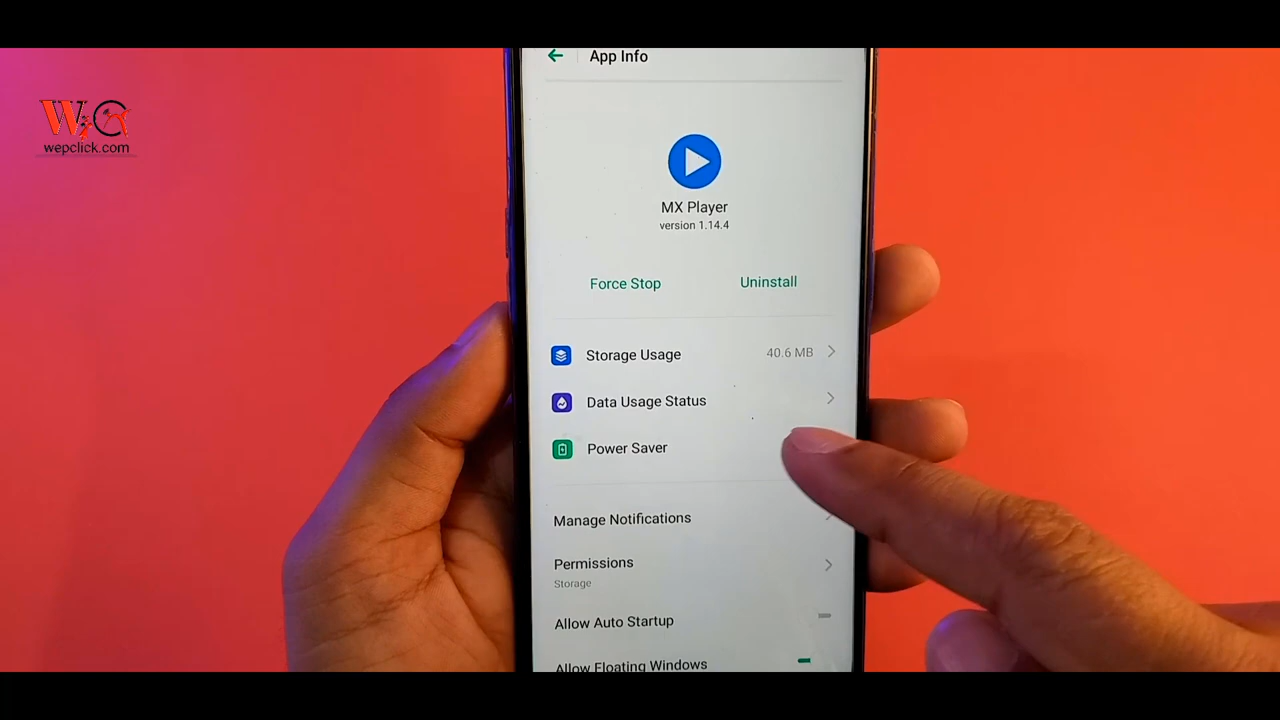 App Info
WC
wepclick.com
MX Player
version 1.14.4
Force Stop
Uninstall
Storage Usage
40.6 MB
Data Usage Status
Power Saver
Manage Notifications
Permissions
Storage
Allow Auto Startup
Allow Floating Windows